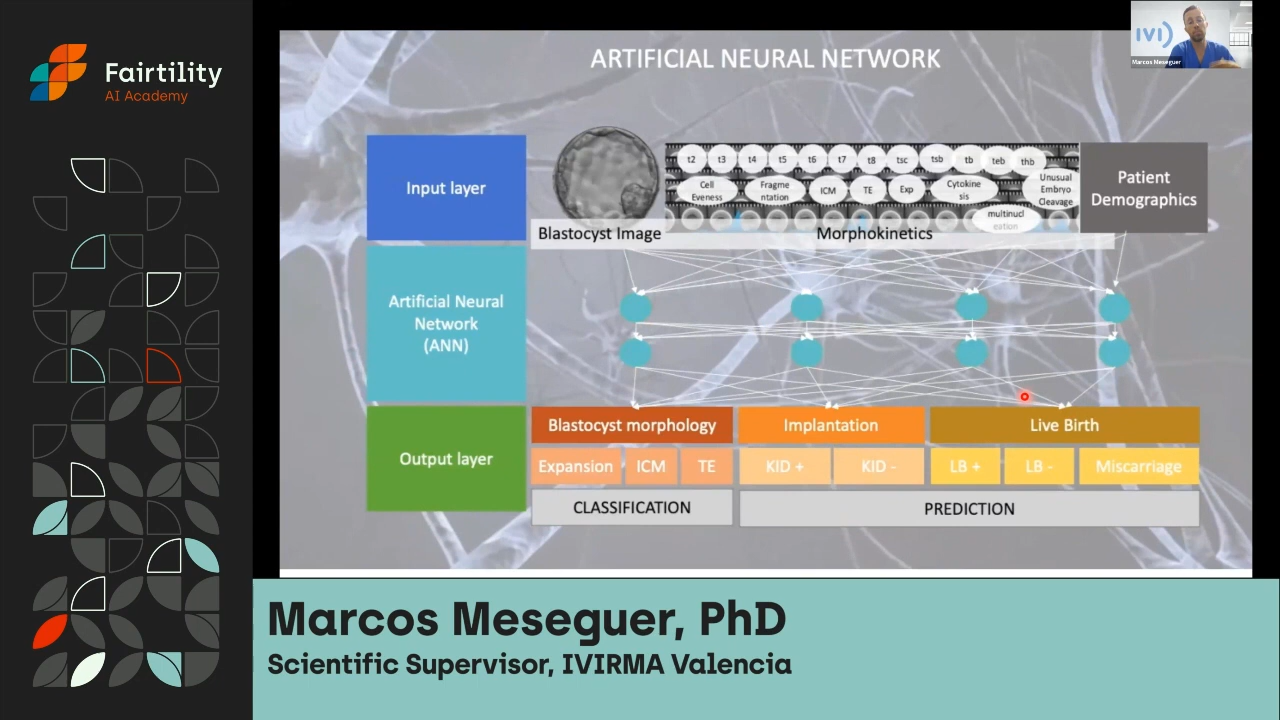 Fairtility
AI Academy
ARTIFICIAL NEURAL NETWORK
IVI
Marcos Meseguer
Input layer
Blastocyst Image
t2 t3 t4 t5 t6 t7 t8 tsc tsb tb teb thb
Cell
Eveness
Fragme
ntation
ICM
TE
Exp
Cytokine
sis
Unusual
Embryo
Cleavage
multinucl
eation
Morphokinetics
Patient
Demographics
Artificial Neural
Network
(ANN)
Output layer
Blastocyst morphology
Implantation
Live Birth
Expansion ICM TE KID + KID - LB + LB - Miscarriage
CLASSIFICATION
PREDICTION
Marcos Meseguer, PhD
Scientific Supervisor, IVIRMA Valencia